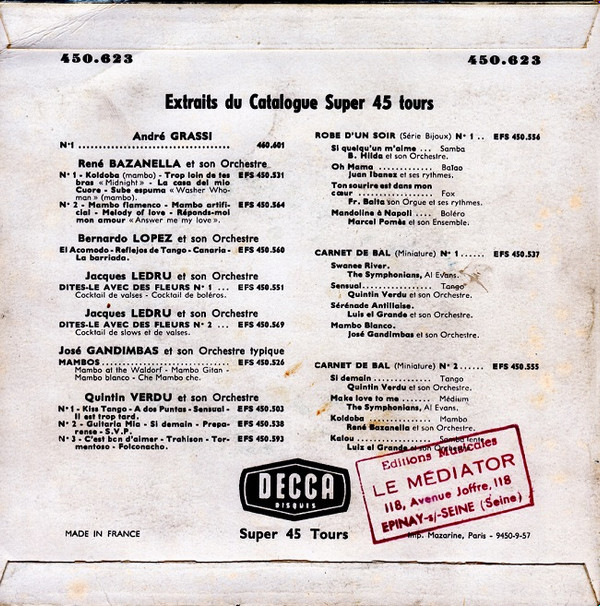 450.623
450.623
Extraits du Catalogue Super 45 tours
André GRASSI
N° 1 ........................................ 460.601
René BAZANELLA et son Orchestre
N° 1 - Koldoba (mambo) - Trop loin de tes EFS 450.531
bras « Midnight » - La casa del mio
Cuore - Sube espuma « Washer Wo-
man » (mambo).
N° 2 - Mambo flamenco - Mambo artifi- EFS 450.564
cial - Melody of love - Réponds-moi
mon amour « Answer me my love ».
Bernardo LOPEZ et son Orchestre
El Acomodo - Reflejos de Tango - Canaria - EFS 450.560
La barriada.
Jacques LEDRU et son Orchestre
DITES-LE AVEC DES FLEURS N° 1 ... EFS 450.551
Cocktail de valses - Cocktail de boléros.
Jacques LEDRU et son Orchestre
DITES-LE AVEC DES FLEURS N° 2 ... EFS 450.569
Cocktail de slows et de valses.
José GANDIMBAS et son Orchestre typique
MAMBOS........................... EFS 450.526
Mambo at the Waldorf - Mambo Gitan -
Mambo blanco - Che Mambo che.
Quintin VERDU et son Orchestre
N° 1 - Kiss Tango - A dos Puntas - Sensual - EFS 450.503
Il est trop tard.
N° 2 - Guitaria Mia - Si demain - Prepa- EFS 450.538
rense - S.V.P.
N° 3 - C'est bon d'aimer - Trahison - Tor- EFS 450.593
mentoso - Folconacho.
ROBE D'UN SOIR (Série Bijoux) N° 1 .. EFS 450.556
Si quelqu'un m'aime ... Samba
B. Hilda et son Orchestre.
Oh Mama ............. Baïao
Juan Ibanez et ses rythmes.
Ton sourire est dans mon
cœur ................. Fox
Fr. Balta son Orgue et ses rythmes.
Mandoline à Napoli .... Boléro
Marcel Pomès et son Ensemble.
CARNET DE BAL (Miniature) N° 1 ...... EFS 450.537
Swanee River.
The Symphonians, Al Evans.
Sensual................. Tango
Quintin Verdu et son Orchestre.
Sérénade Antillaise.
Luis el Grande et son Orchestre.
Mambo Blanco.
José Gandimbas et son Orchestre.
CARNET DE BAL (Miniature) N° 2 ...... EFS 450.555
Si demain .............. Tango
Quintin Verdu et son Orchestre.
Make love to me ....... Médium
The Symphonians, Al Evans.
Koldoba ............... Mambo
René Bazanella et son Orchestre.
Kalou ................. Samba lente
Luiz el Grande et son Orchestre.
Editions Musicales
LE MÉDIATOR
118, Avenue Joffre, 118
EPINAY-s/-SEINE (Seine)
DECCA
DISQUES
MADE IN FRANCE
Super 45 Tours
Imp. Mazarine, Paris - 9450-9-57